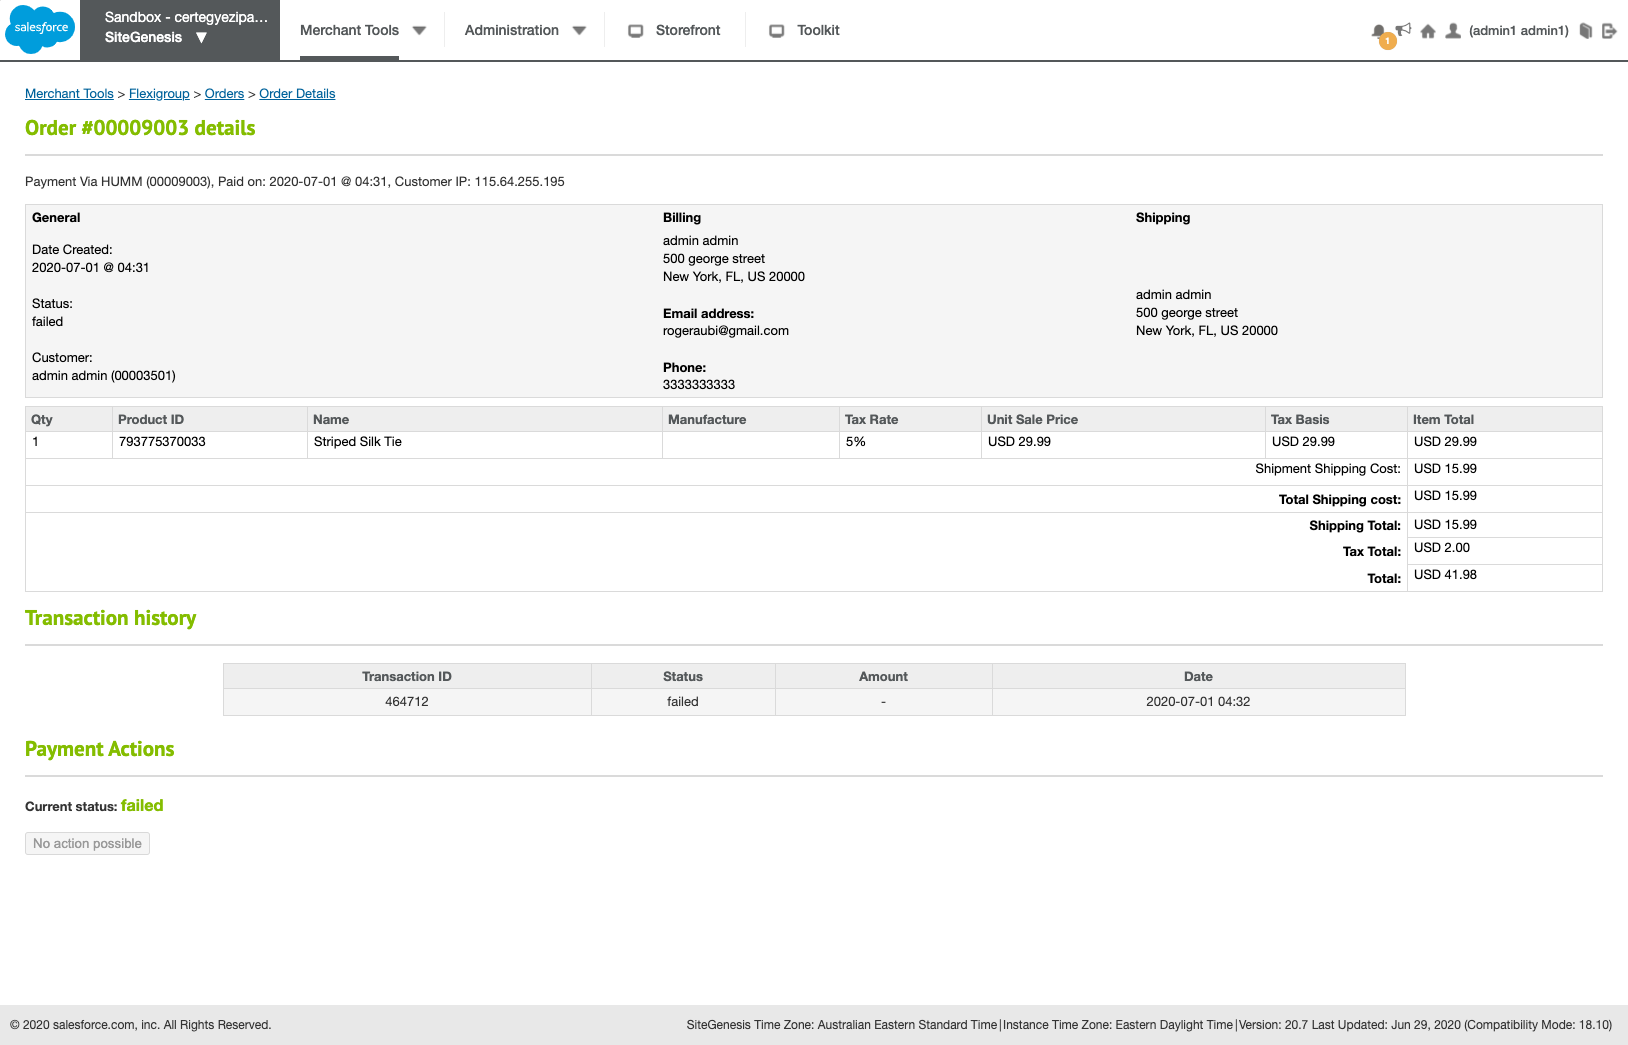 salesforce
Sandbox - certegyezipa...
SiteGenesis ▼
Merchant Tools
Administration
Storefront
Toolkit
1
(admin1 admin1)
Merchant Tools > Flexigroup > Orders > Order Details
Order #00009003 details
Payment Via HUMM (00009003), Paid on: 2020-07-01 @ 04:31, Customer IP: 115.64.255.195
General
Date Created:
2020-07-01 @ 04:31
Status:
failed
Customer:
admin admin (00003501)
Billing
admin admin
500 george street
New York, FL, US 20000
Email address:
rogeraubi@gmail.com
Phone:
3333333333
Shipping
admin admin
500 george street
New York, FL, US 20000
Qty Product ID Name Manufacture Tax Rate Unit Sale Price Tax Basis Item Total
1 793775370033 Striped Silk Tie 5% USD 29.99 USD 29.99 USD 29.99
Shipment Shipping Cost: USD 15.99
Total Shipping cost: USD 15.99
Shipping Total: USD 15.99
Tax Total: USD 2.00
Total: USD 41.98
Transaction history
Transaction ID Status Amount Date
464712 failed - 2020-07-01 04:32
Payment Actions
Current status: failed
No action possible
© 2020 salesforce.com, inc. All Rights Reserved.
SiteGenesis Time Zone: Australian Eastern Standard Time | Instance Time Zone: Eastern Daylight Time | Version: 20.7 Last Updated: Jun 29, 2020 (Compatibility Mode: 18.10)